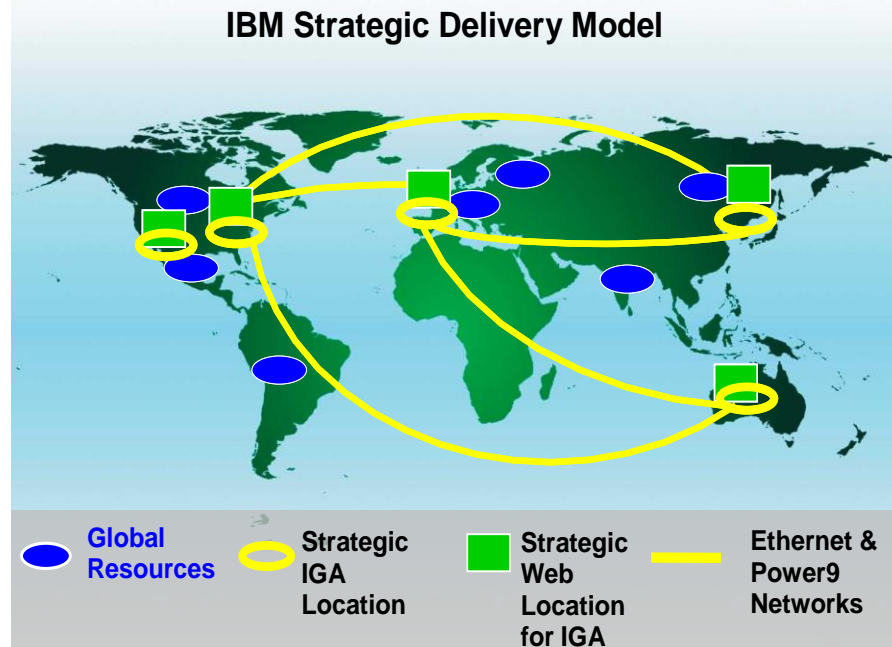 IBM Strategic Delivery Model
Global
Resources
Strategic
IGA
Location
Strategic
Web
Location
for IGA
Ethernet &
Power9
Networks